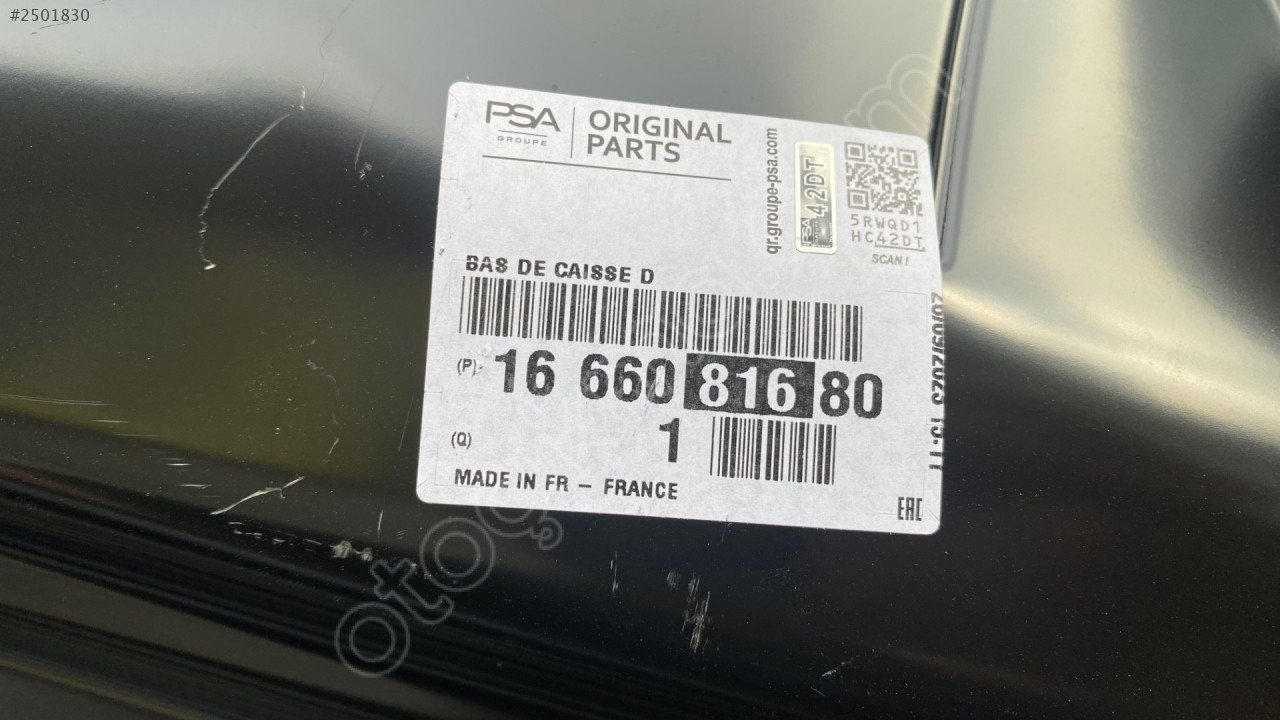 #2501830
PSA
GROUPE
ORIGINAL
PARTS
qr.groupe-psa.com
PSA
42DT
5RWQD1
HC42DT
SCAN!
BAS DE CAISSE D
(P) 16 660 816 80
(Q) 1
MADE IN FR – FRANCE
EAC